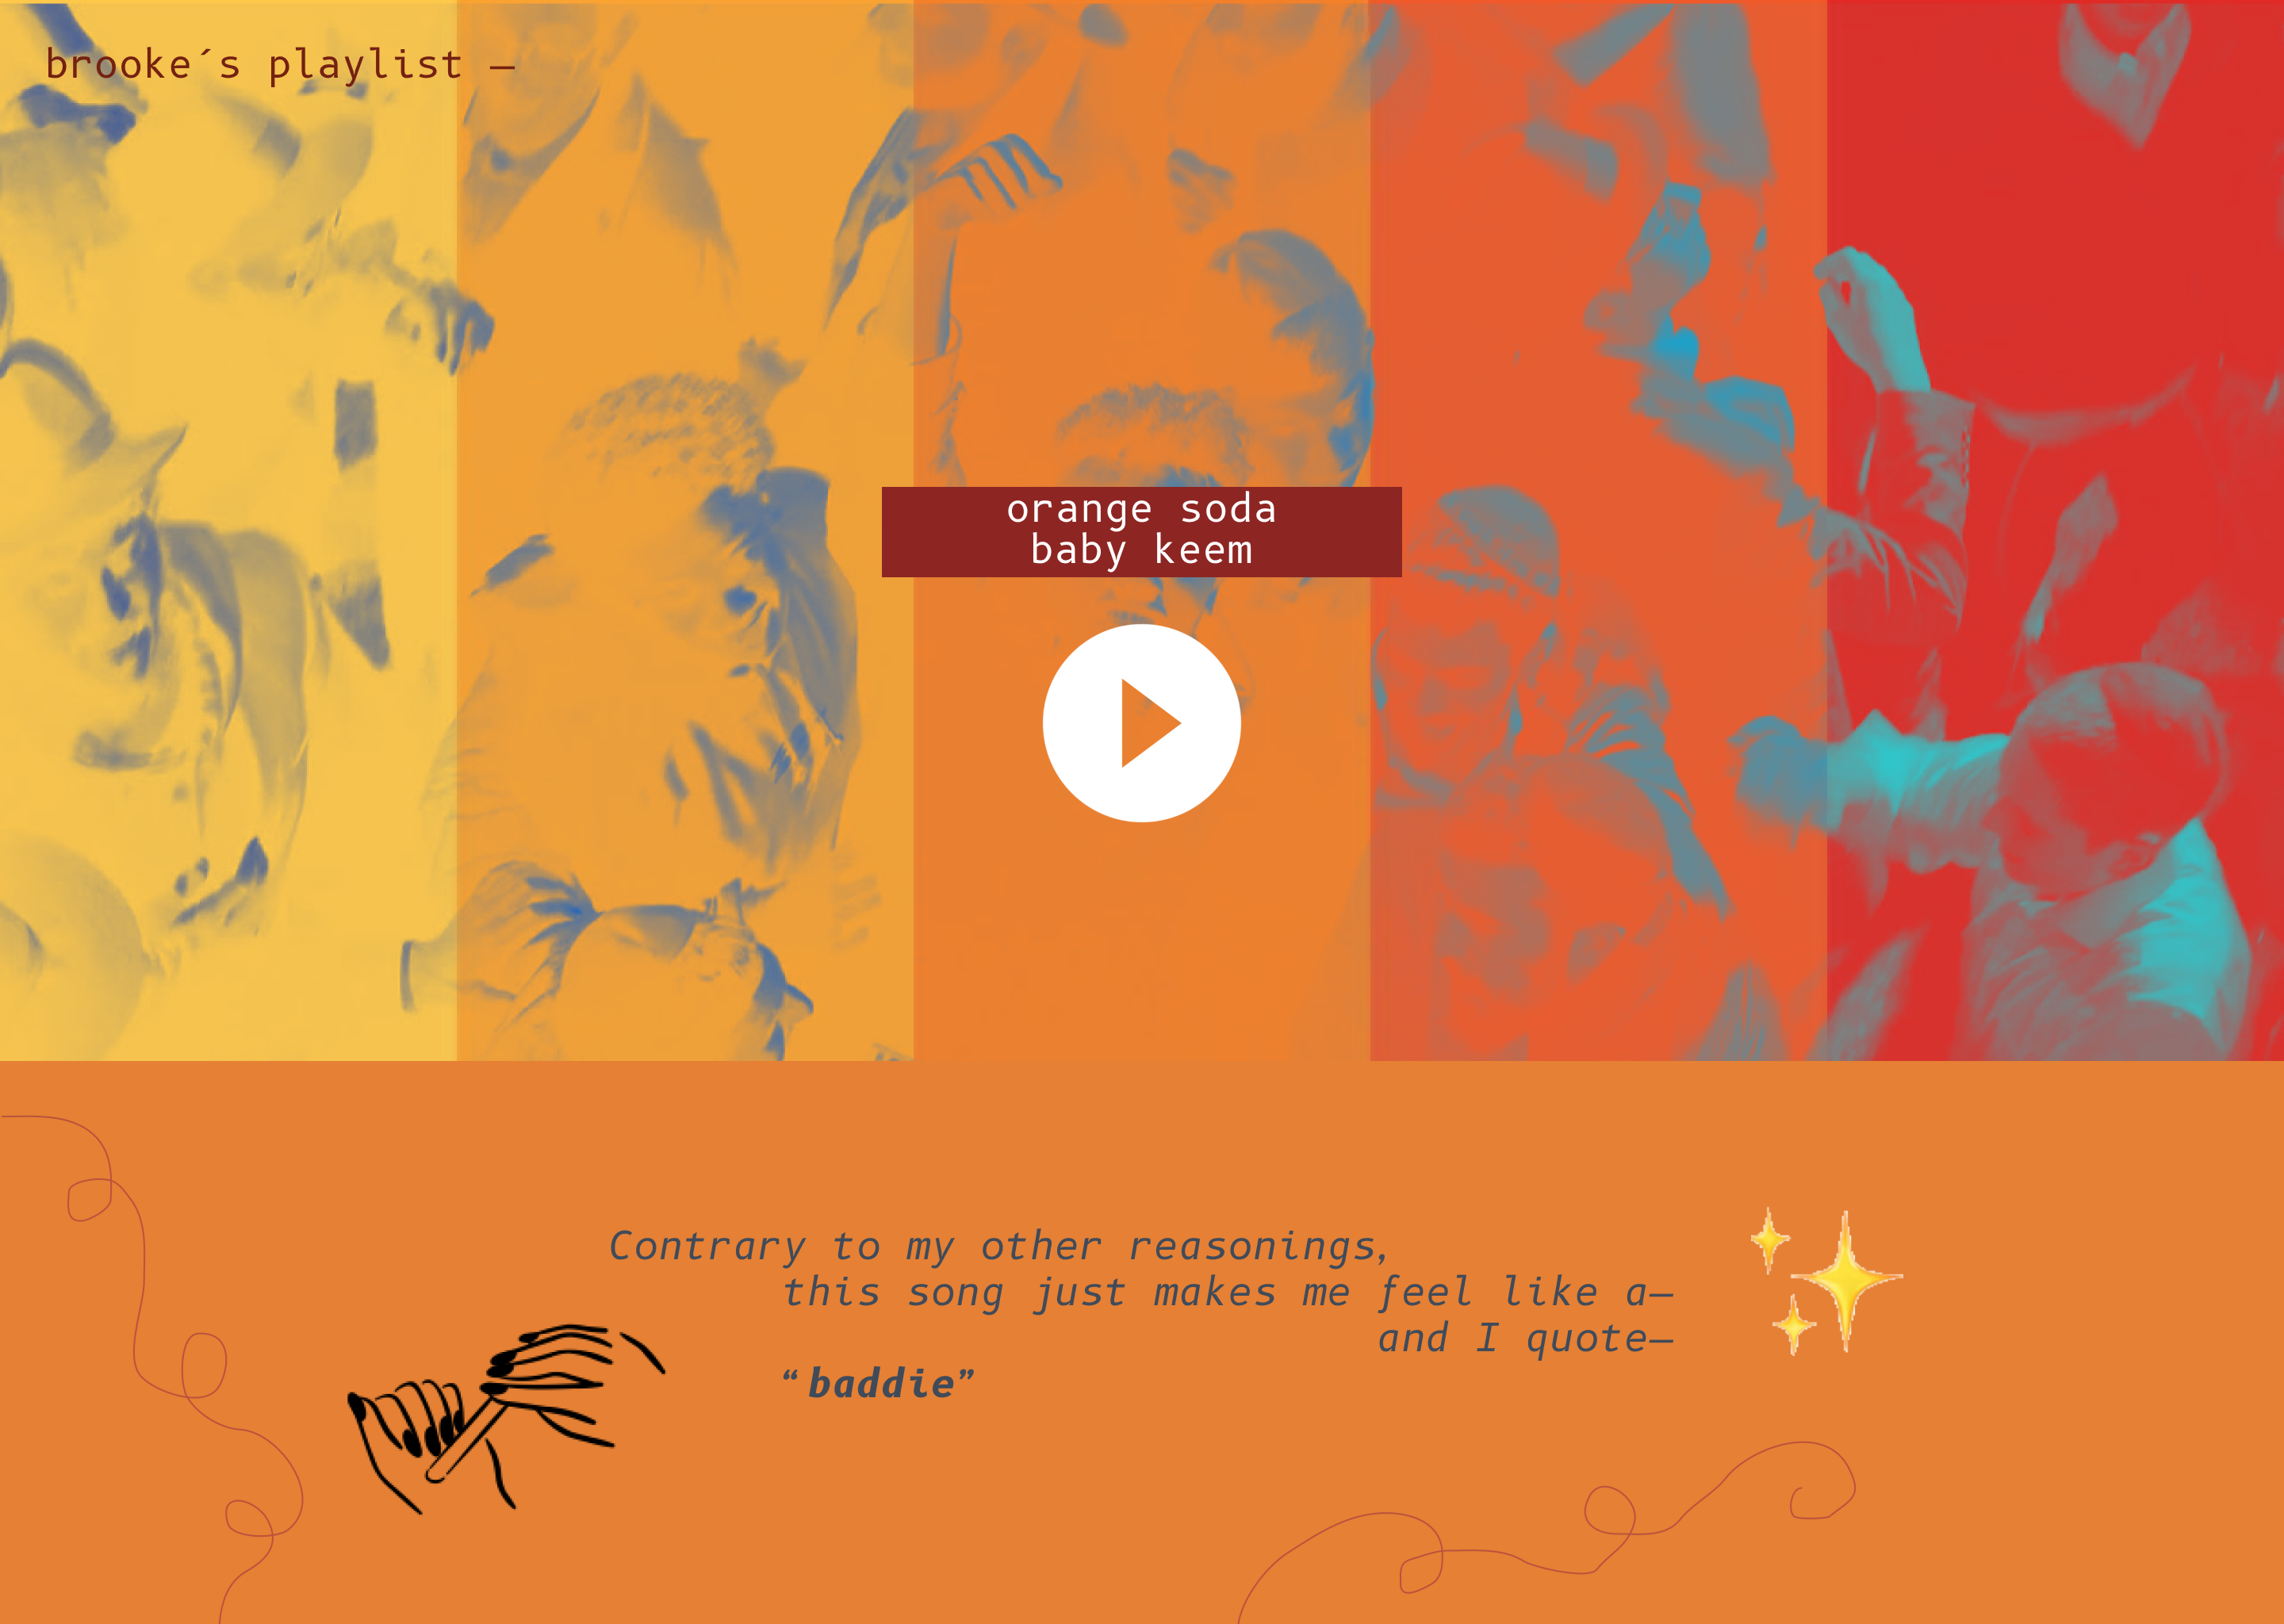 brooke´s playlist —
orange soda
baby keem
Contrary to my other reasonings,
this song just makes me feel like a—
and I quote—
“baddie”